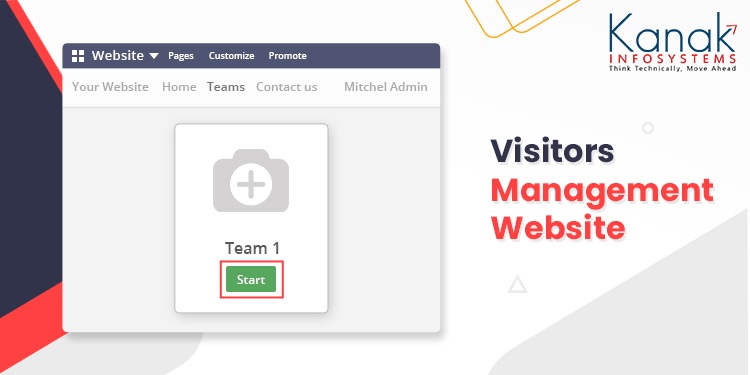 Website Pages Customize Promote
Your Website Home Teams Contact us Mitchel Admin
Team 1
Start
Kanak
INFOSYSTEMS
Think Technically, Move Ahead
Visitors
Management
Website